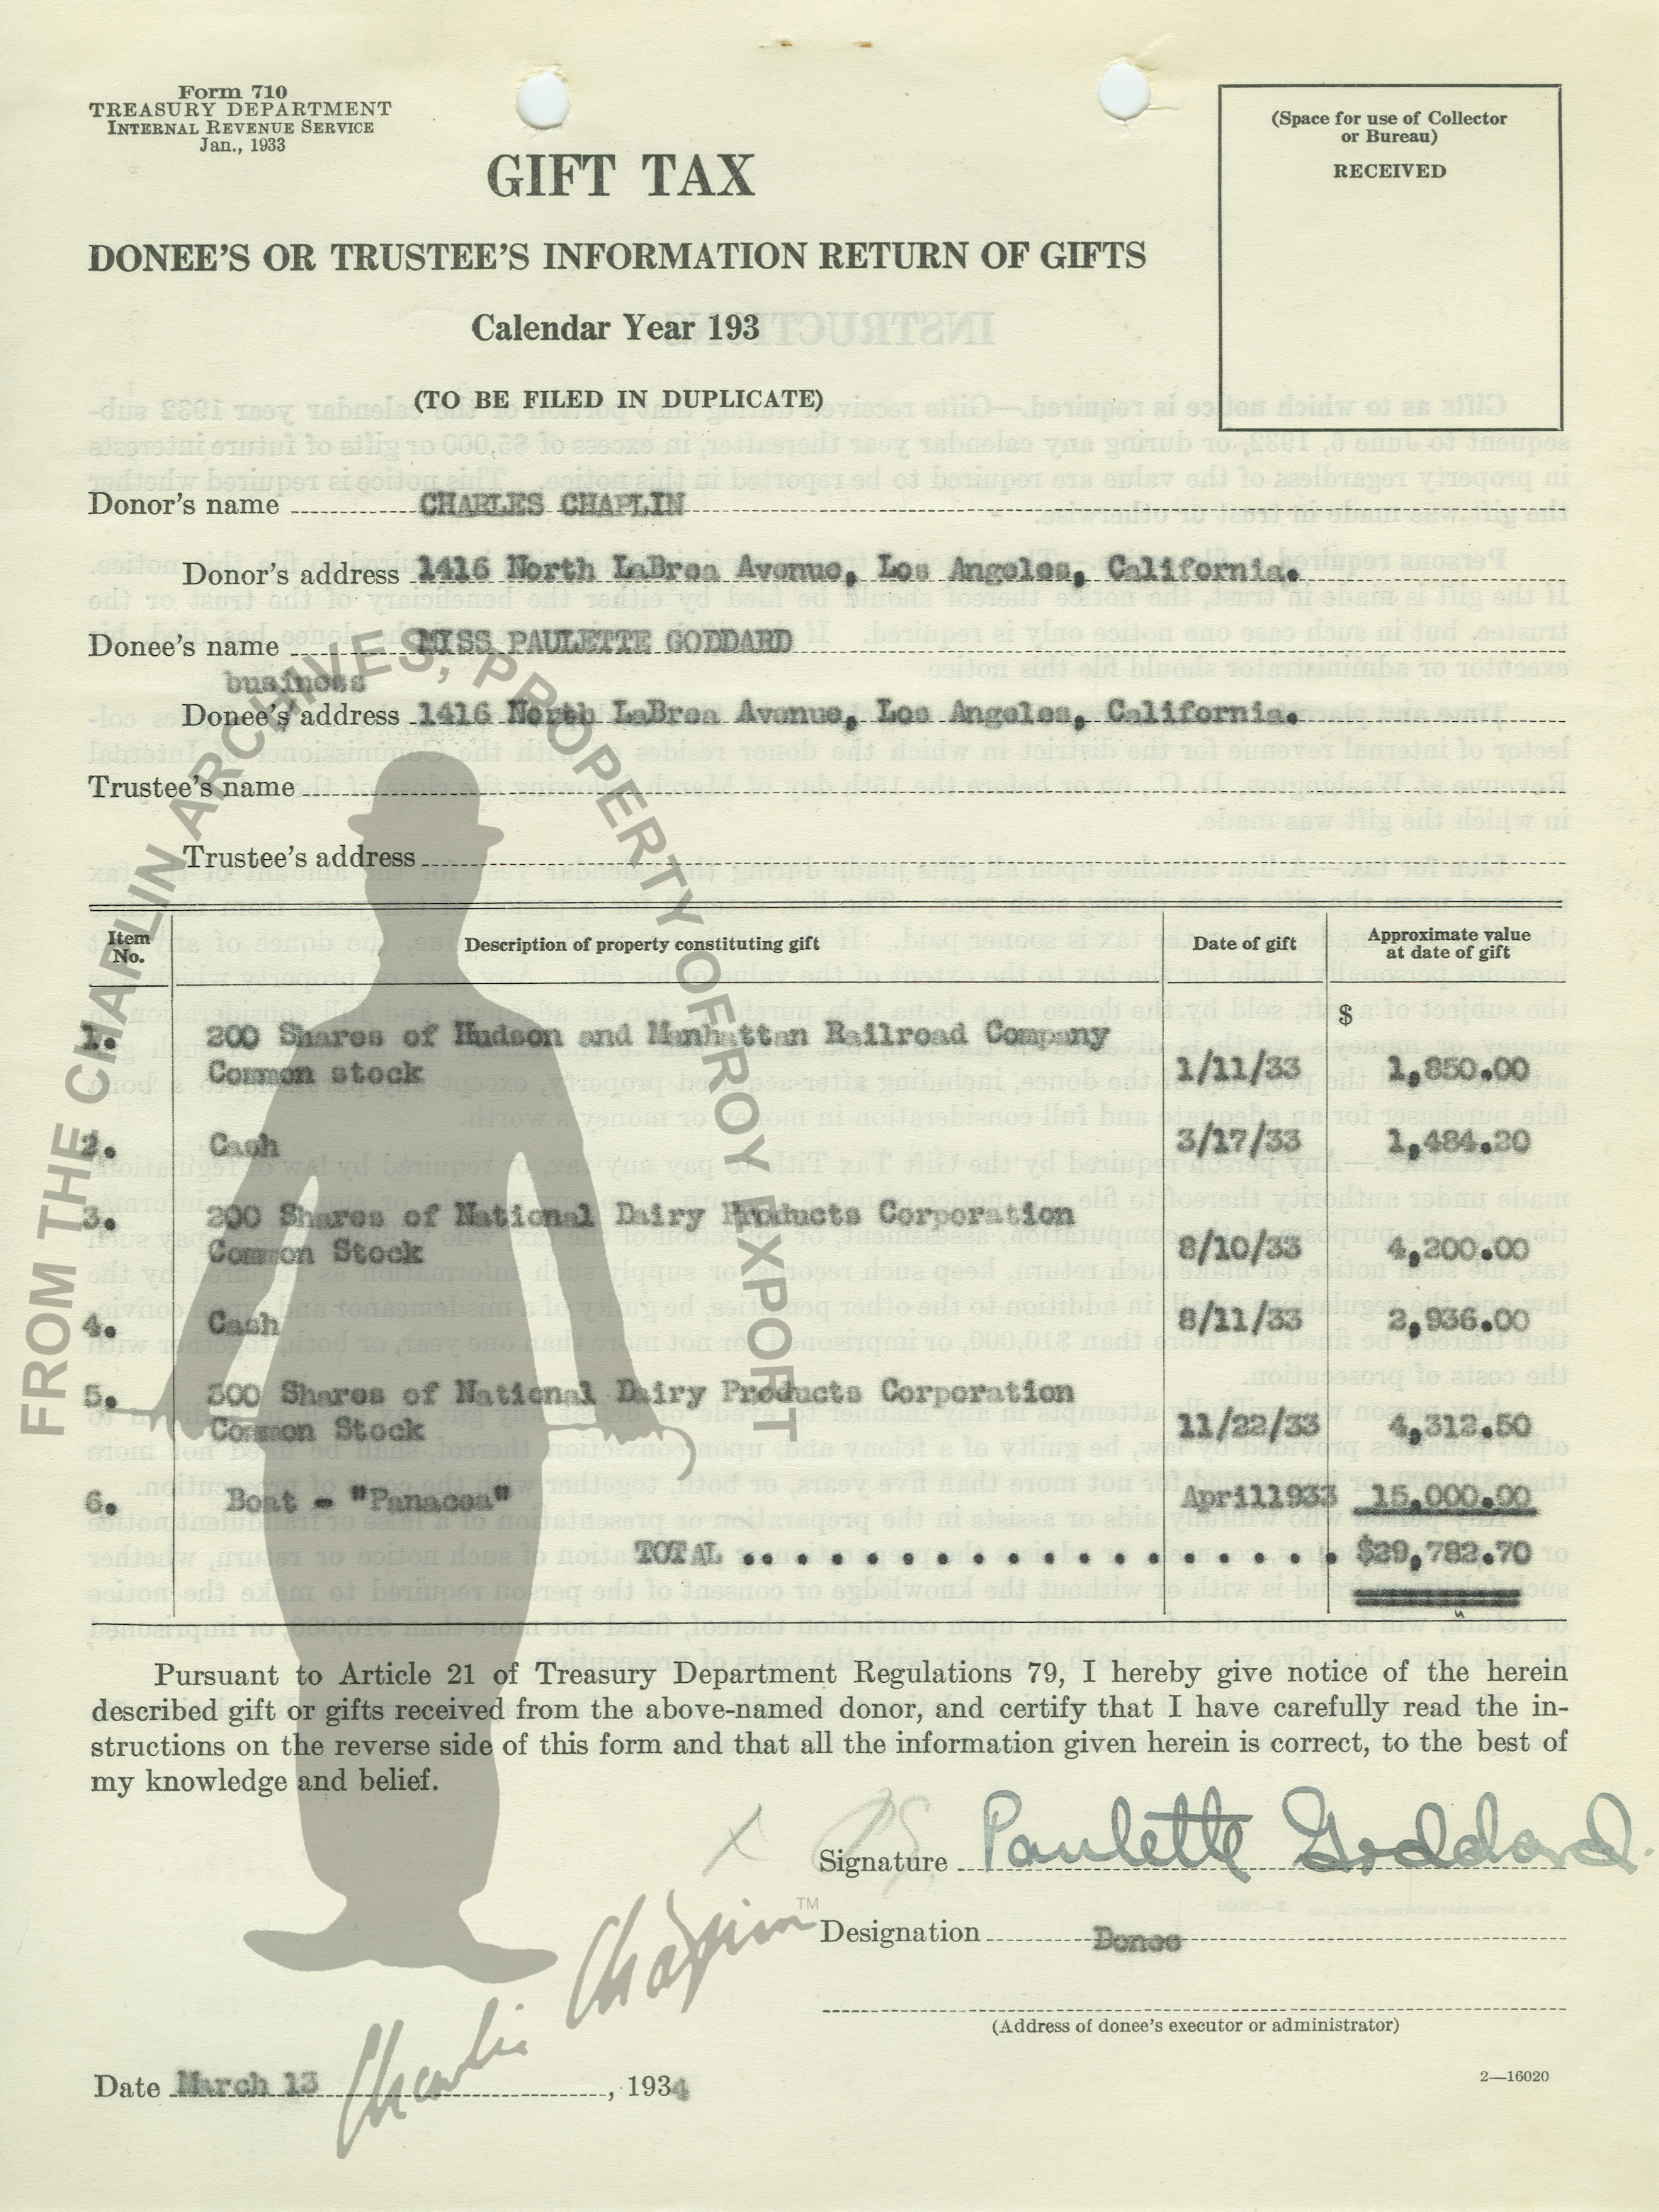 Form 710
TREASURY DEPARTMENT
INTERNAL REVENUE SERVICE
Jan., 1933
(Space for use of Collector
or Bureau)
RECEIVED
GIFT TAX
DONEE'S OR TRUSTEE'S INFORMATION RETURN OF GIFTS
Calendar Year 193
(TO BE FILED IN DUPLICATE)
Donor's name CHARLES CHAPLIN
Donor's address 1416 North LaBrea Avenue, Los Angeles, California.
Donee's name MISS PAULETTE GODDARD
business
Donee's address 1416 North LaBrea Avenue, Los Angeles, California.
Trustee's name
Trustee's address
Item No. Description of property constituting gift Date of gift Approximate value at date of gift
$
1. 200 Shares of Hudson and Manhattan Railroad Company
Common stock 1/11/33 1,850.00
2. Cash 3/17/33 1,484.20
3. 200 Shares of National Dairy Products Corporation
Common Stock 8/10/33 4,200.00
4. Cash 8/11/33 2,936.00
5. 300 Shares of National Dairy Products Corporation
Common Stock 11/22/33 4,312.50
6. Boat - "Panacea" April1933 15,000.00
TOTAL .................. $29,782.70
Pursuant to Article 21 of Treasury Department Regulations 79, I hereby give notice of the herein
described gift or gifts received from the above-named donor, and certify that I have carefully read the in-
structions on the reverse side of this form and that all the information given herein is correct, to the best of
my knowledge and belief.
Signature Paulette Goddard.
Designation Donee
(Address of donee's executor or administrator)
Date March 13, 1934
2—16020
FROM THE CHAPLIN ARCHIVES, PROPERTY OF ROY EXPORT
Charlie Chaplin TM